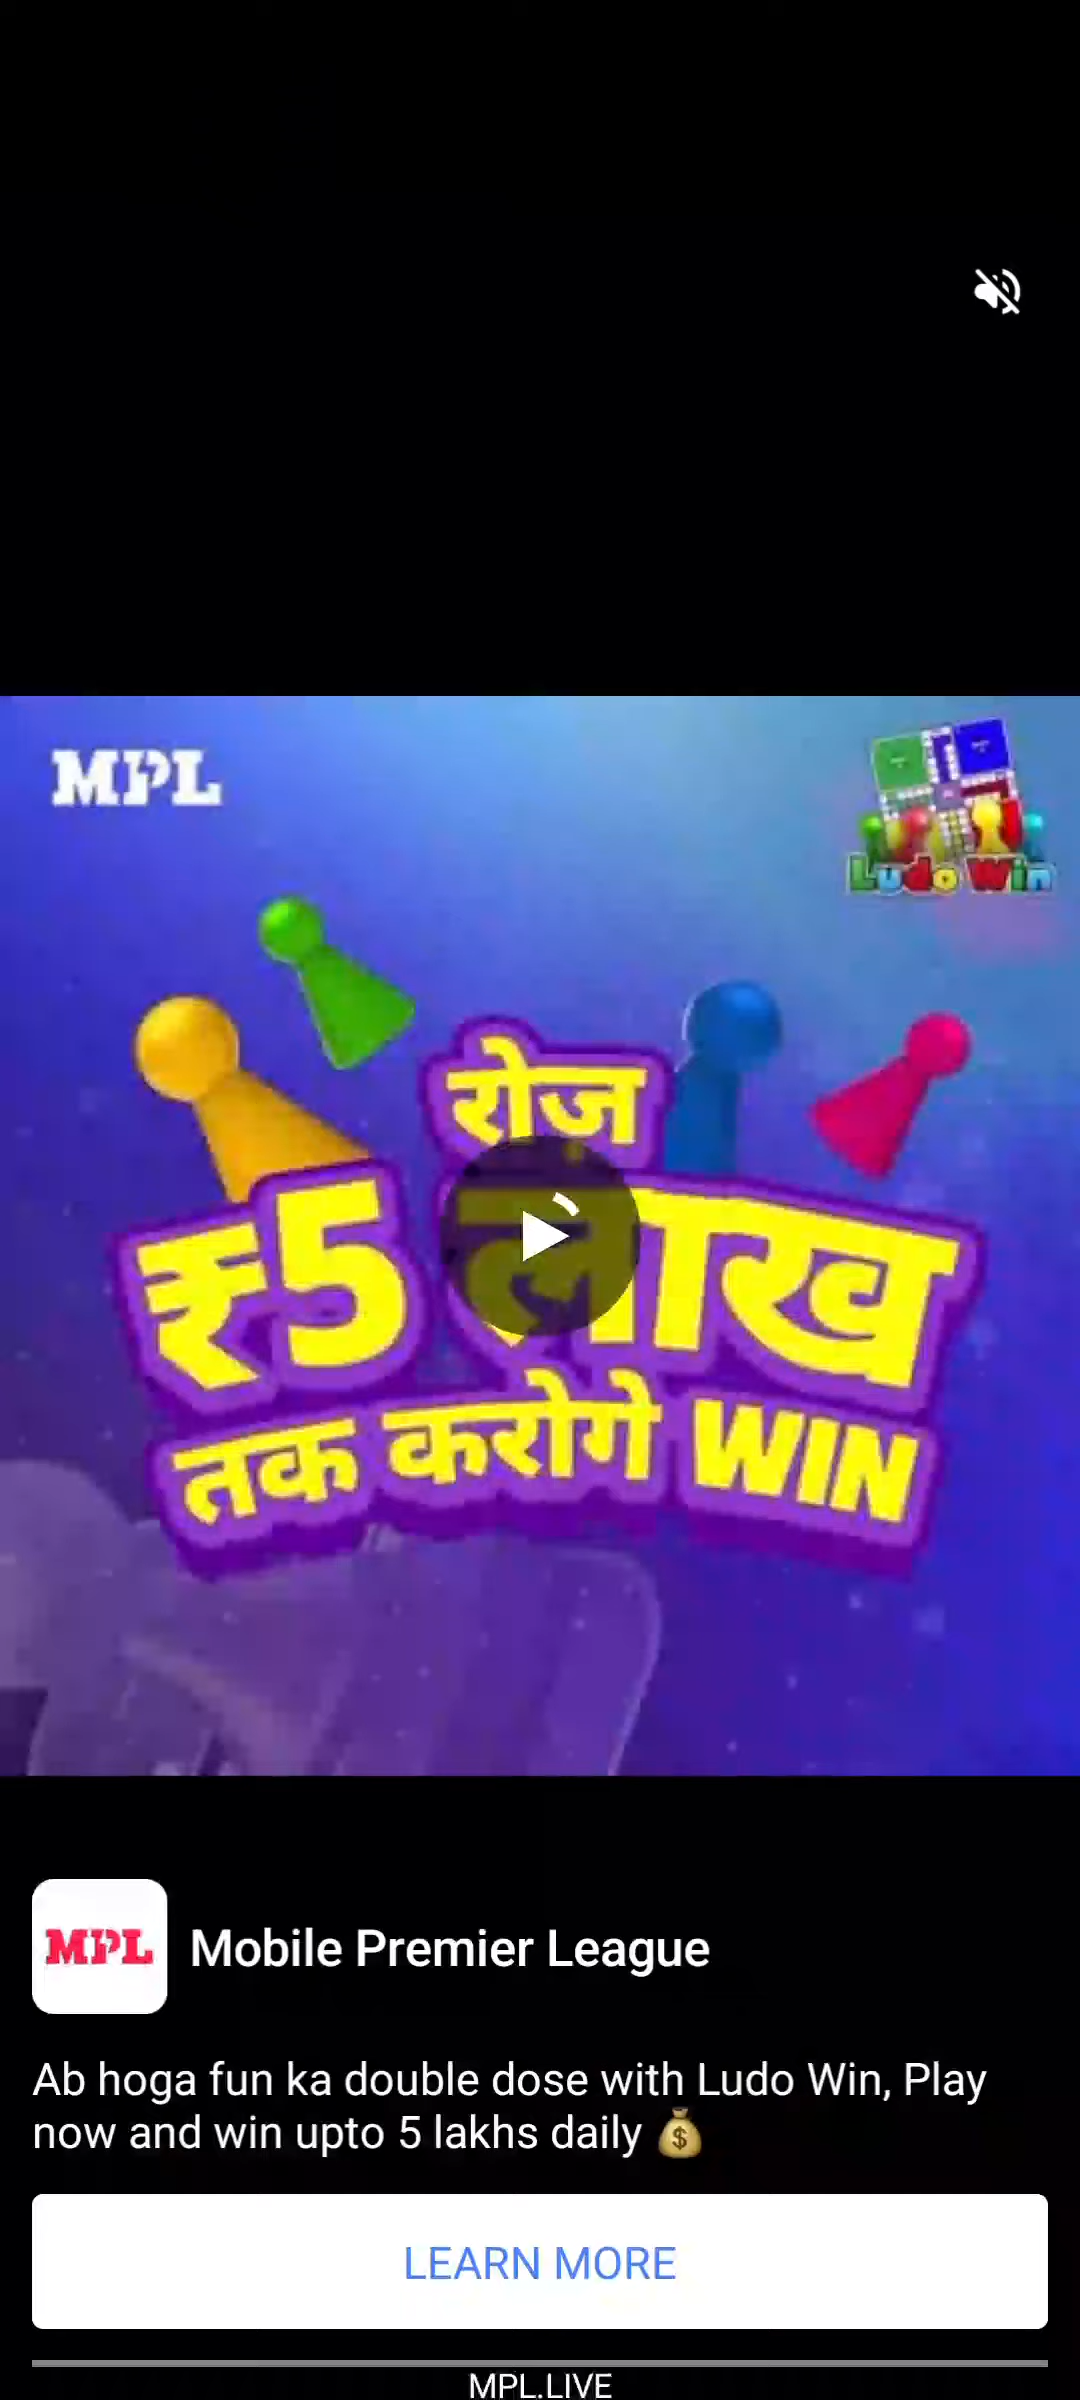 MPL
Ludo Win
रोज़
₹5 लाख
तक करोगे WIN
MPL
Mobile Premier League
Ab hoga fun ka double dose with Ludo Win, Play
now and win upto 5 lakhs daily 💰
LEARN MORE
MPL.LIVE